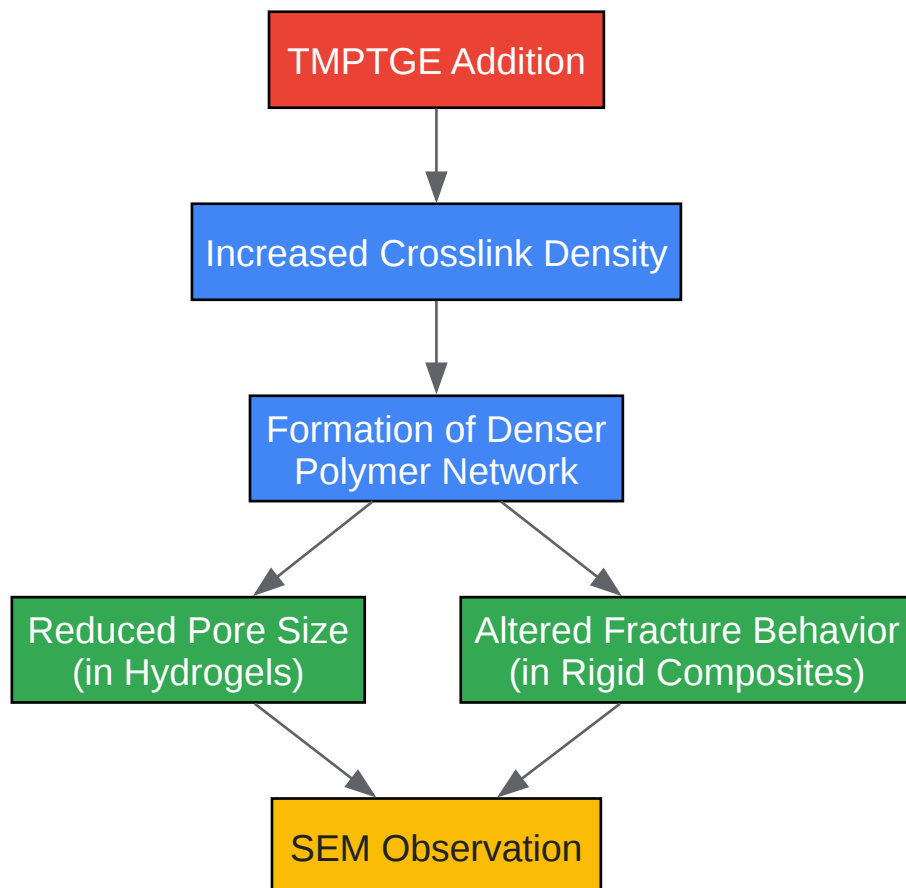 TMPTGE Addition
Increased Crosslink Density
Formation of Denser
Polymer Network
Reduced Pore Size
(in Hydrogels)
Altered Fracture Behavior
(in Rigid Composites)
SEM Observation